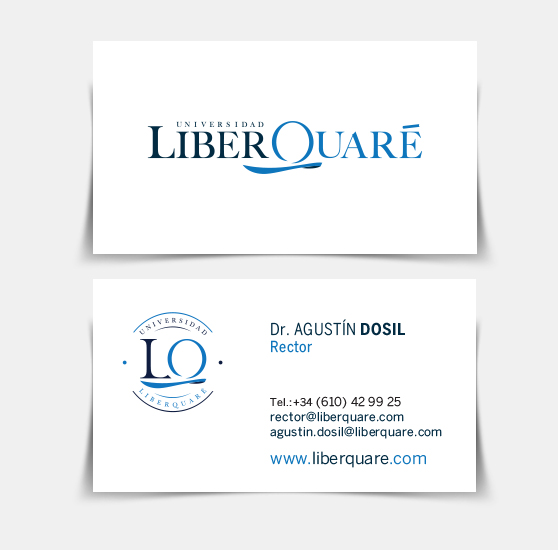 UNIVERSIDAD
LIBERQUARÉ
UNIVERSIDAD
LQ
LIBERQUARÉ
Dr. AGUSTÍN DOSIL
Rector
Tel.:+34 (610) 42 99 25
rector@liberquare.com
agustin.dosil@liberquare.com
www.liberquare.com